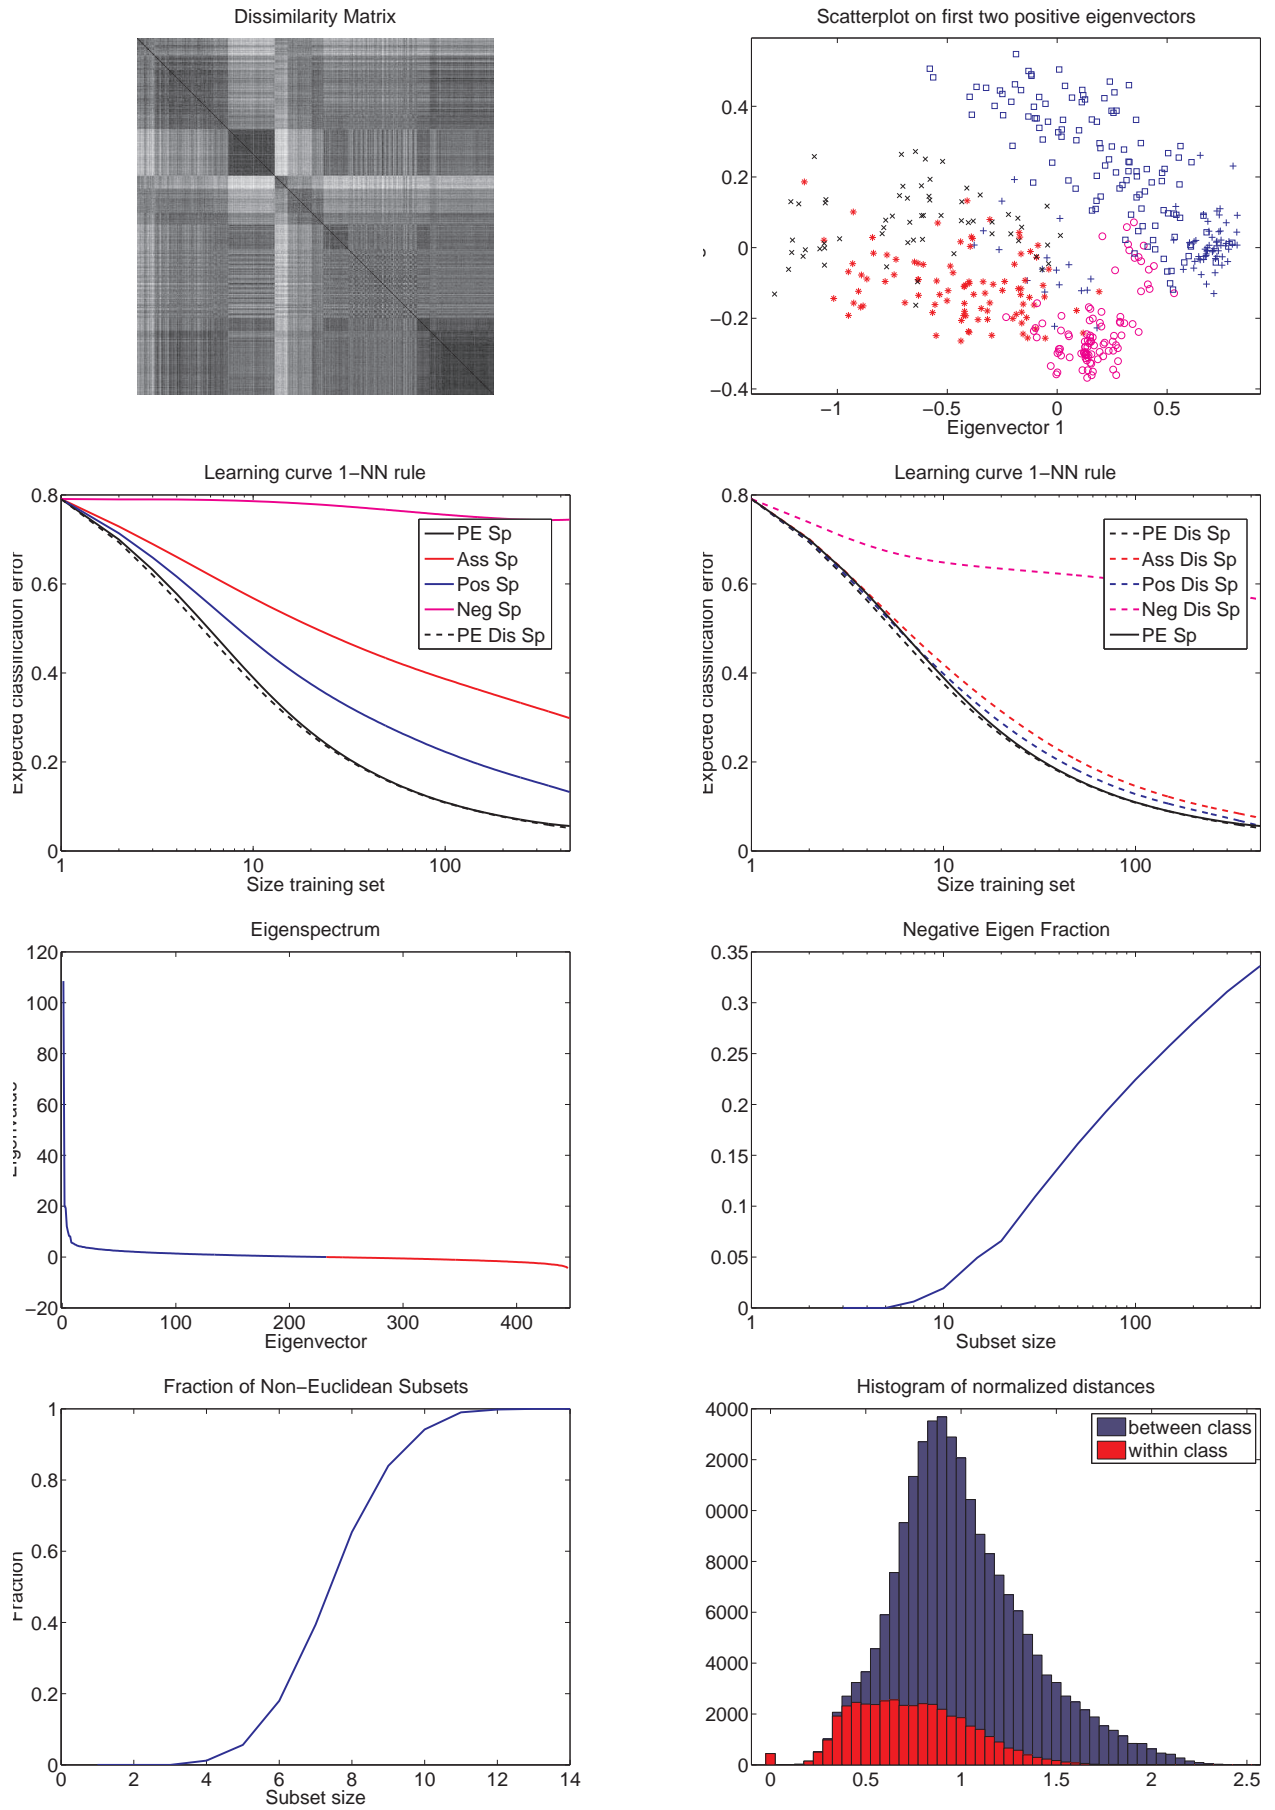 Dissimilarity Matrix
Scatterplot on first two positive eigenvectors
0.4
0.2
0
−0.2
−0.4
−1 −0.5 0 0.5
Eigenvector 1
Learning curve 1−NN rule
0.8
0.6
0.4
0.2
0
1 10 100
Size training set
Expected classification error
PE Sp
Ass Sp
Pos Sp
Neg Sp
PE Dis Sp
Learning curve 1−NN rule
0.8
0.6
0.4
0.2
0
1 10 100
Size training set
Expected classification error
PE Dis Sp
Ass Dis Sp
Pos Dis Sp
Neg Dis Sp
PE Sp
Eigenspectrum
120
100
80
60
40
20
0
−20
0 100 200 300 400
Eigenvector
Eigenvalue
Negative Eigen Fraction
0.35
0.3
0.25
0.2
0.15
0.1
0.05
0
1 10 100
Subset size
Fraction of Non−Euclidean Subsets
1
0.8
0.6
0.4
0.2
0
0 2 4 6 8 10 12 14
Subset size
Fraction
Histogram of normalized distances
4000
2000
0000
8000
6000
4000
2000
0
0 0.5 1 1.5 2 2.5
between class
within class